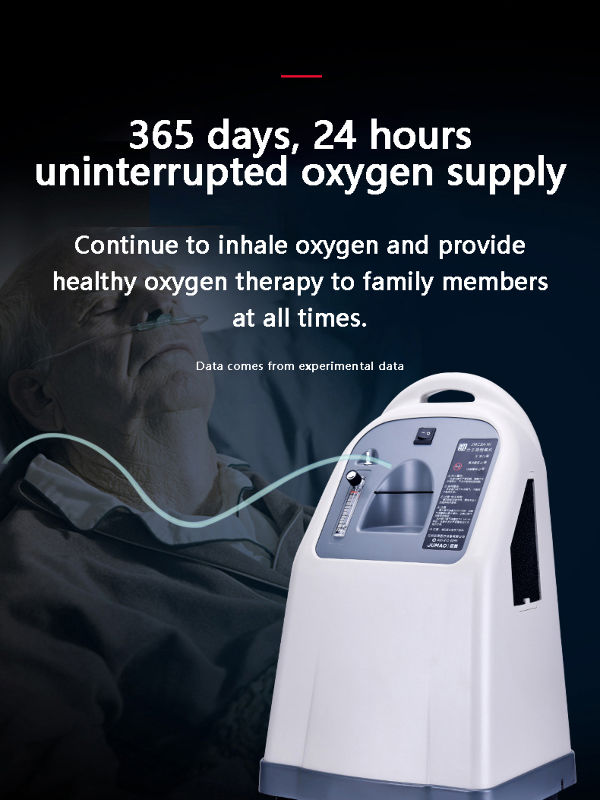 365 days, 24 hours
uninterrupted oxygen supply
Continue to inhale oxygen and provide
healthy oxygen therapy to family members
at all times.
Data comes from experimental data
JUMAO